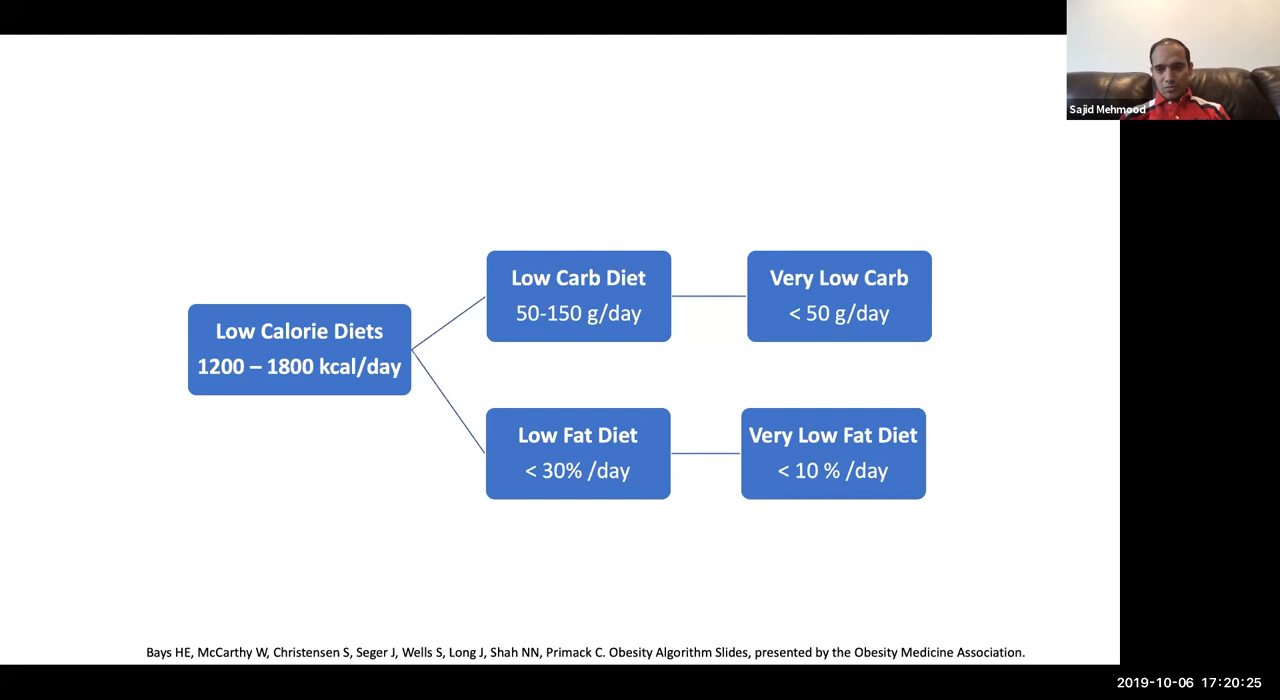 Sajid Mehmood
Low Calorie Diets
1200 – 1800 kcal/day
Low Carb Diet
50-150 g/day
Very Low Carb
< 50 g/day
Low Fat Diet
< 30% /day
Very Low Fat Diet
< 10 % /day
Bays HE, McCarthy W, Christensen S, Seger J, Wells S, Long J, Shah NN, Primack C. Obesity Algorithm Slides, presented by the Obesity Medicine Association.
2019-10-06 17:20:25